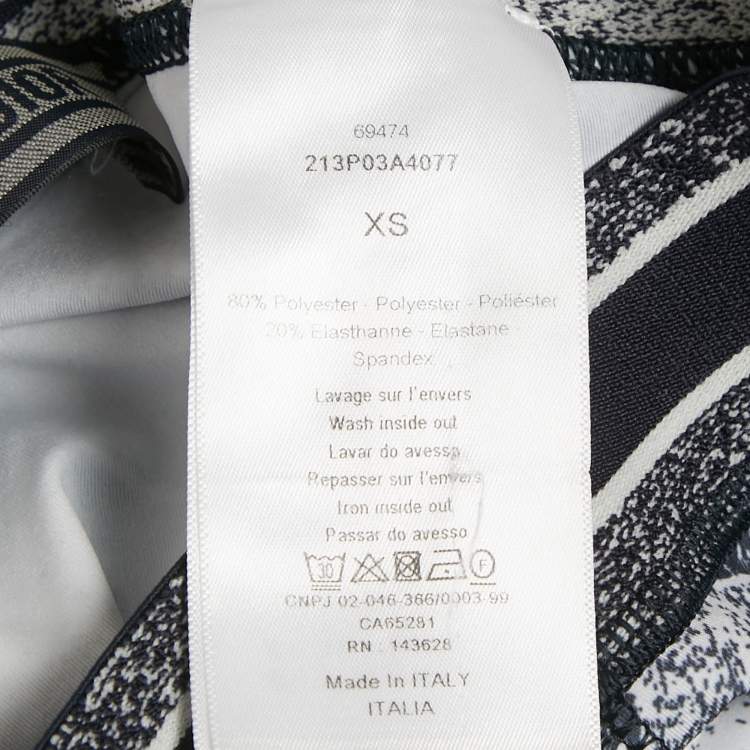 Dior
69474
213P03A4077
XS
80% Polyester - Polyester - Poliéster
20% Elasthanne - Elastane -
Spandex
Lavage sur l'envers
Wash inside out
Lavar do avesso
Repasser sur l'envers
Iron inside out
Passar do avesso
30 F
CNPJ 02-046-366/0003-99
CA65281
RN : 143628
Made In ITALY
ITALIA